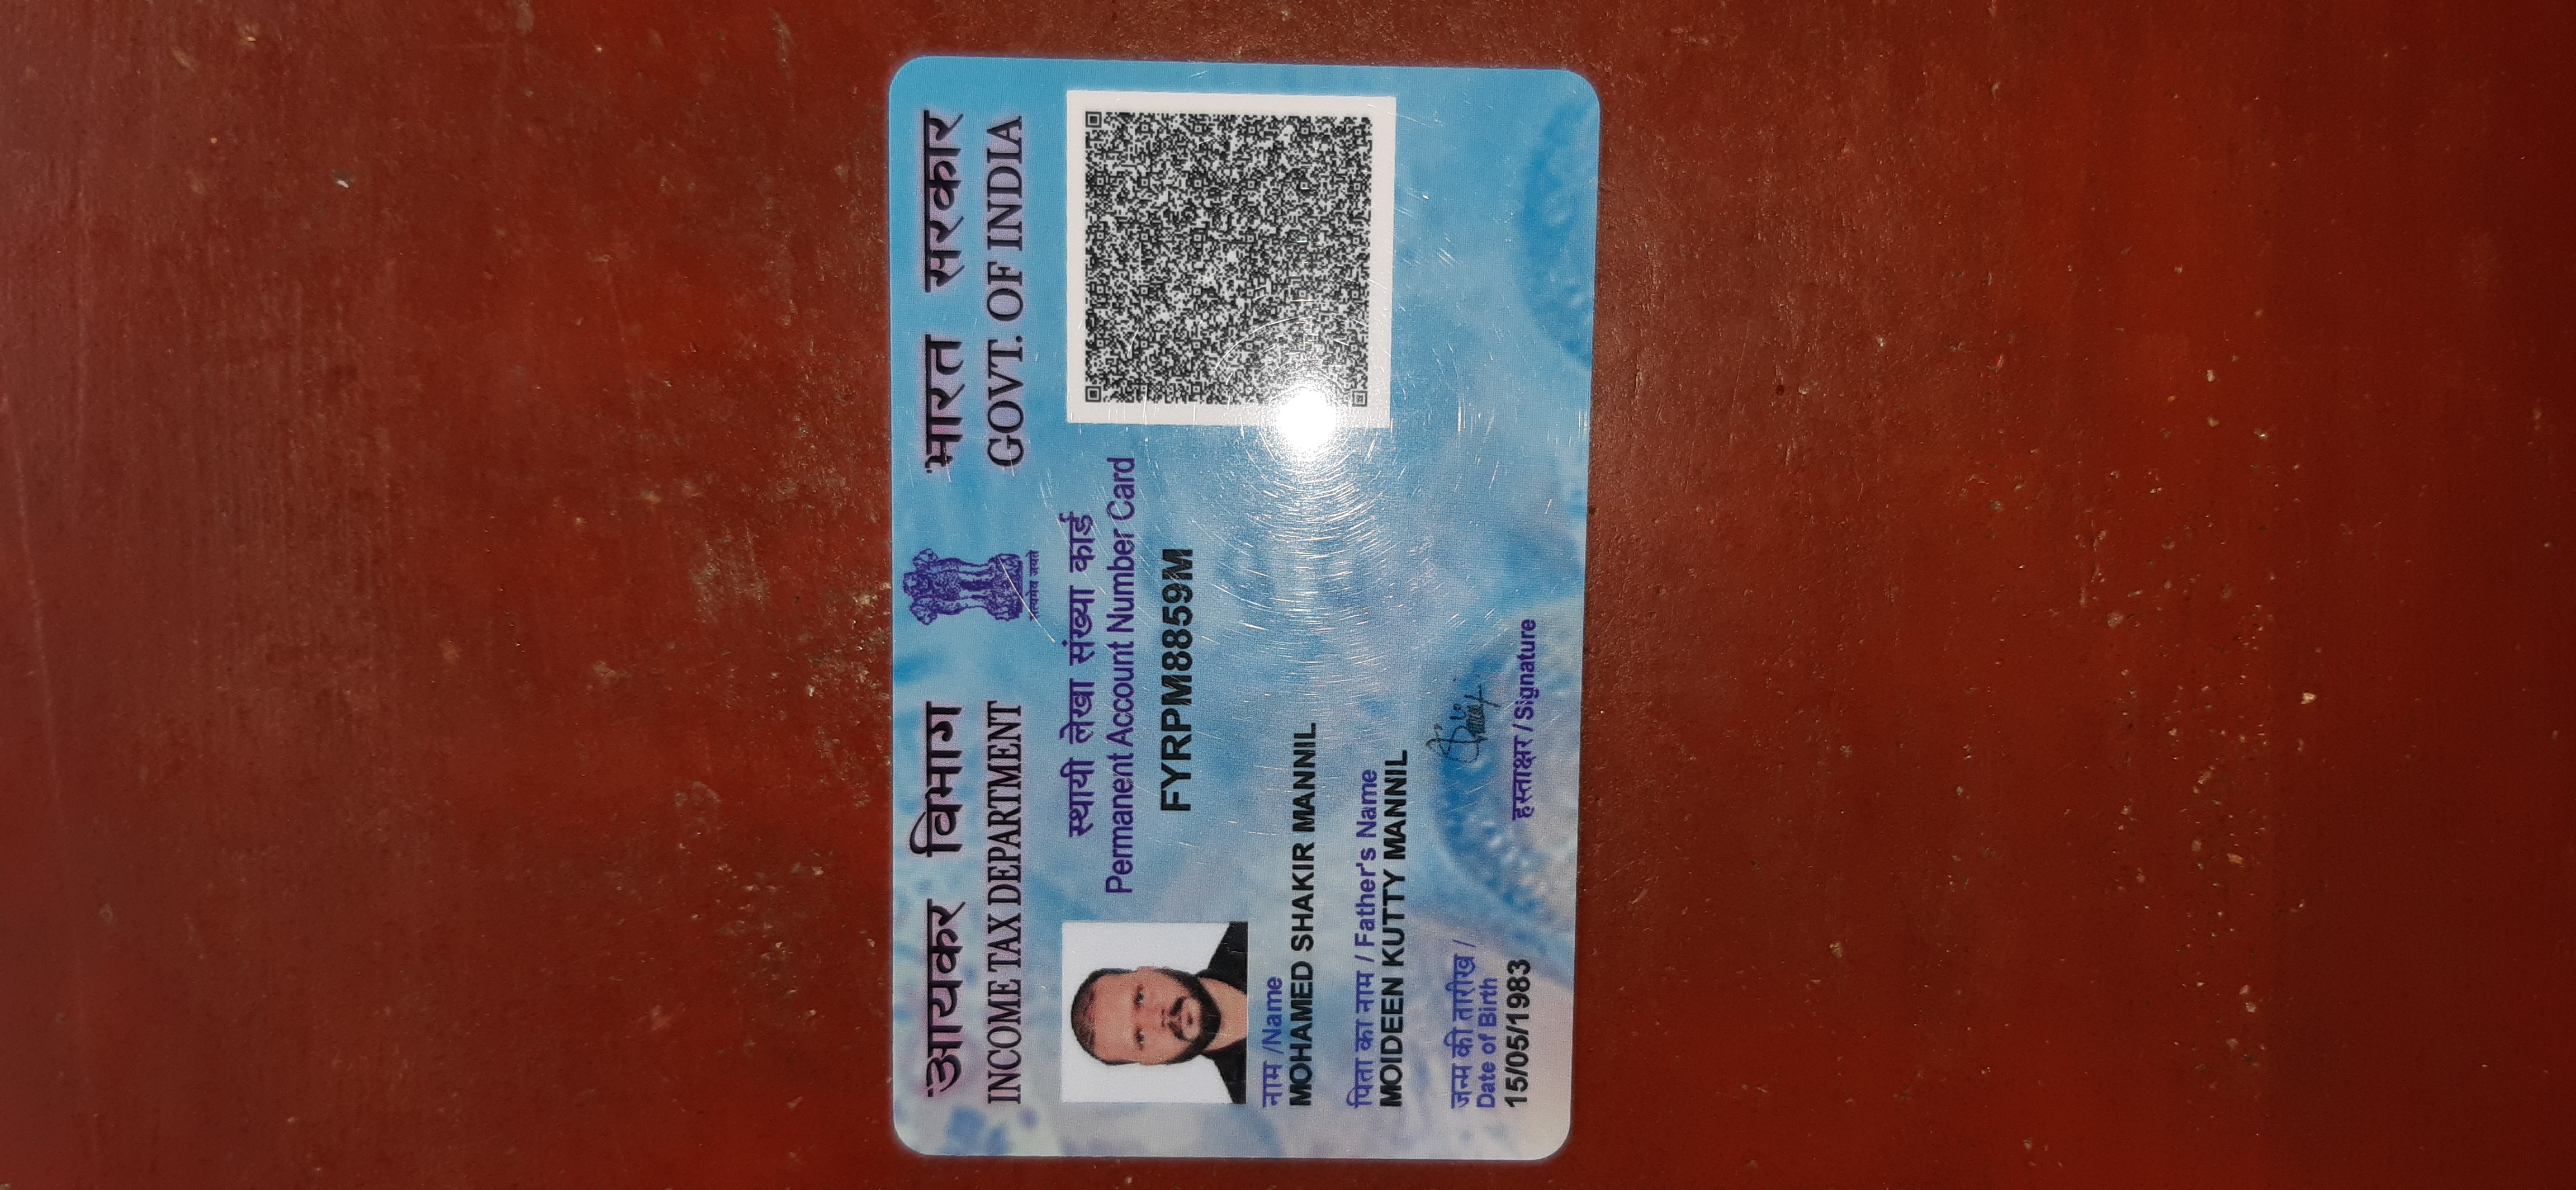 आयकर विभाग
INCOME TAX DEPARTMENT
सत्यमेव जयते
भारत सरकार
GOVT. OF INDIA
स्थायी लेखा संख्या कार्ड
Permanent Account Number Card
FYRPM8859M
नाम /Name
MOHAMED SHAKIR MANNIL
पिता का नाम / Father's Name
MOIDEEN KUTTY MANNIL
जन्म की तारीख /
Date of Birth
15/05/1983
हस्ताक्षर / Signature